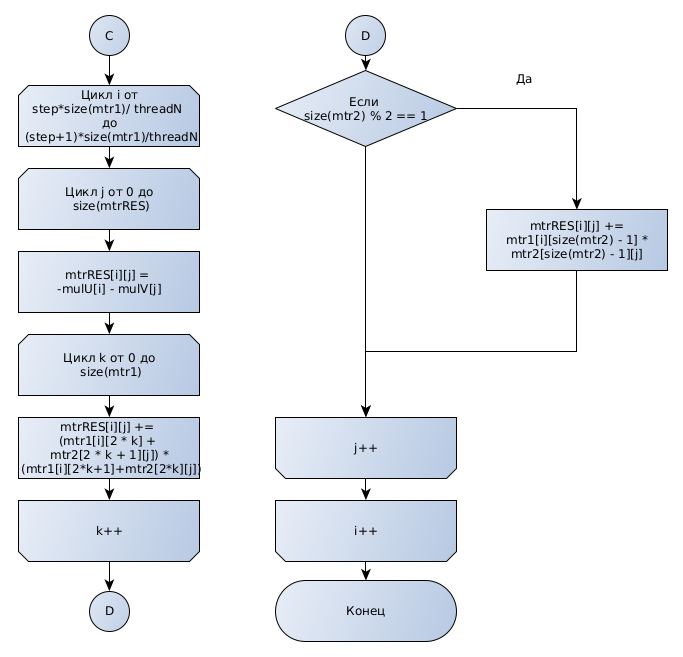 C
Цикл i от
step*size(mtr1)/ threadN
до
(step+1)*size(mtr1)/threadN
Цикл j от 0 до
size(mtrRES)
mtrRES[i][j] =
-mulU[i] - mulV[j]
Цикл k от 0 до
size(mtr1)
mtrRES[i][j] +=
(mtr1[i][2 * k] +
mtr2[2 * k + 1][j]) *
(mtr1[i][2*k+1]+mtr2[2*k][j])
k++
D
D
Если
size(mtr2) % 2 == 1
Да
mtrRES[i][j] +=
mtr1[i][size(mtr2) - 1] *
mtr2[size(mtr2) - 1][j]
j++
i++
Конец